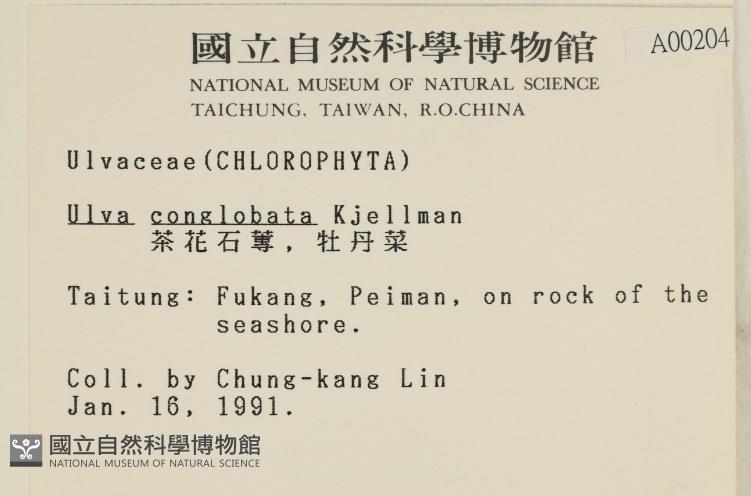 國立自然科學博物館
A00204
NATIONAL MUSEUM OF NATURAL SCIENCE
TAICHUNG, TAIWAN, R.O.CHINA
Ulvaceae(CHLOROPHYTA)
Ulva conglobata Kjellman
茶花石蓴, 牡丹菜
Taitung: Fukang, Peiman, on rock of the
seashore.
Coll. by Chung-kang Lin
Jan. 16, 1991.
國立自然科學博物館
NATIONAL MUSEUM OF NATURAL SCIENCE